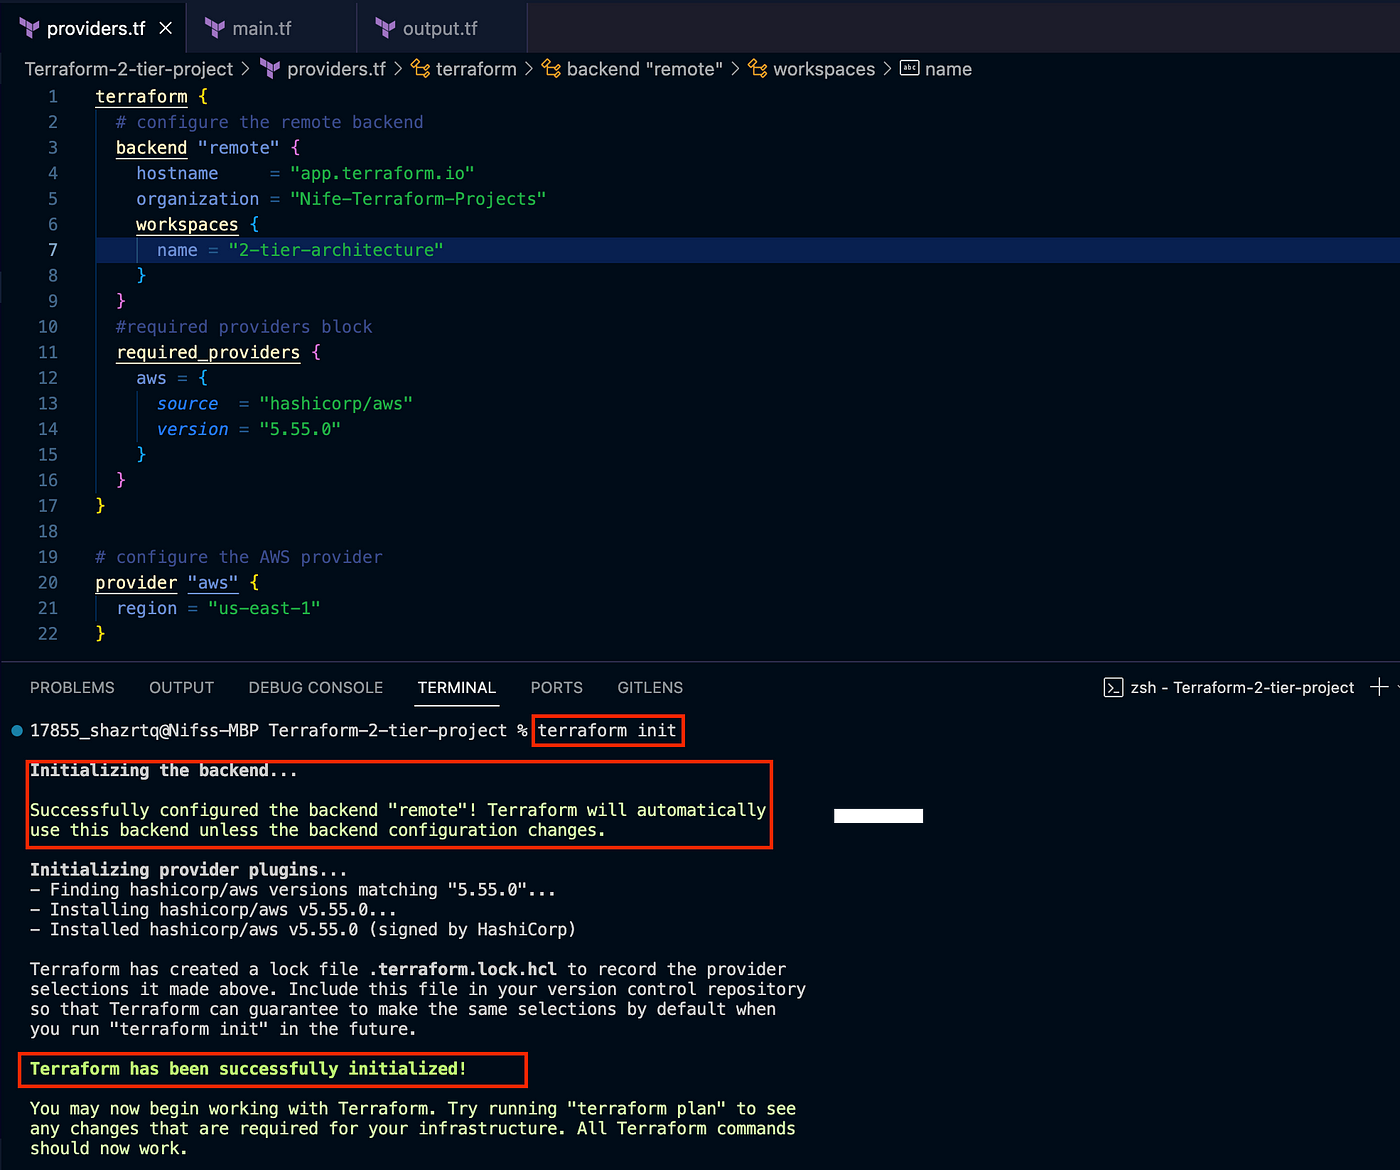 providers.tf
main.tf
output.tf
Terraform-2-tier-project > providers.tf > terraform > backend "remote" > workspaces > abc name
1 terraform {
2   # configure the remote backend
3   backend "remote" {
4     hostname     = "app.terraform.io"
5     organization = "Nife-Terraform-Projects"
6     workspaces {
7       name = "2-tier-architecture"
8     }
9   }
10   #required providers block
11   required_providers {
12     aws = {
13       source  = "hashicorp/aws"
14       version = "5.55.0"
15     }
16   }
17 }
18
19 # configure the AWS provider
20 provider "aws" {
21   region = "us-east-1"
22 }
PROBLEMS OUTPUT DEBUG CONSOLE TERMINAL PORTS GITLENS zsh - Terraform-2-tier-project
17855_shazrtq@Nifss-MBP Terraform-2-tier-project % terraform init
Initializing the backend...
Successfully configured the backend "remote"! Terraform will automatically
use this backend unless the backend configuration changes.
Initializing provider plugins...
- Finding hashicorp/aws versions matching "5.55.0"...
- Installing hashicorp/aws v5.55.0...
- Installed hashicorp/aws v5.55.0 (signed by HashiCorp)
Terraform has created a lock file .terraform.lock.hcl to record the provider
selections it made above. Include this file in your version control repository
so that Terraform can guarantee to make the same selections by default when
you run "terraform init" in the future.
Terraform has been successfully initialized!
You may now begin working with Terraform. Try running "terraform plan" to see
any changes that are required for your infrastructure. All Terraform commands
should now work.